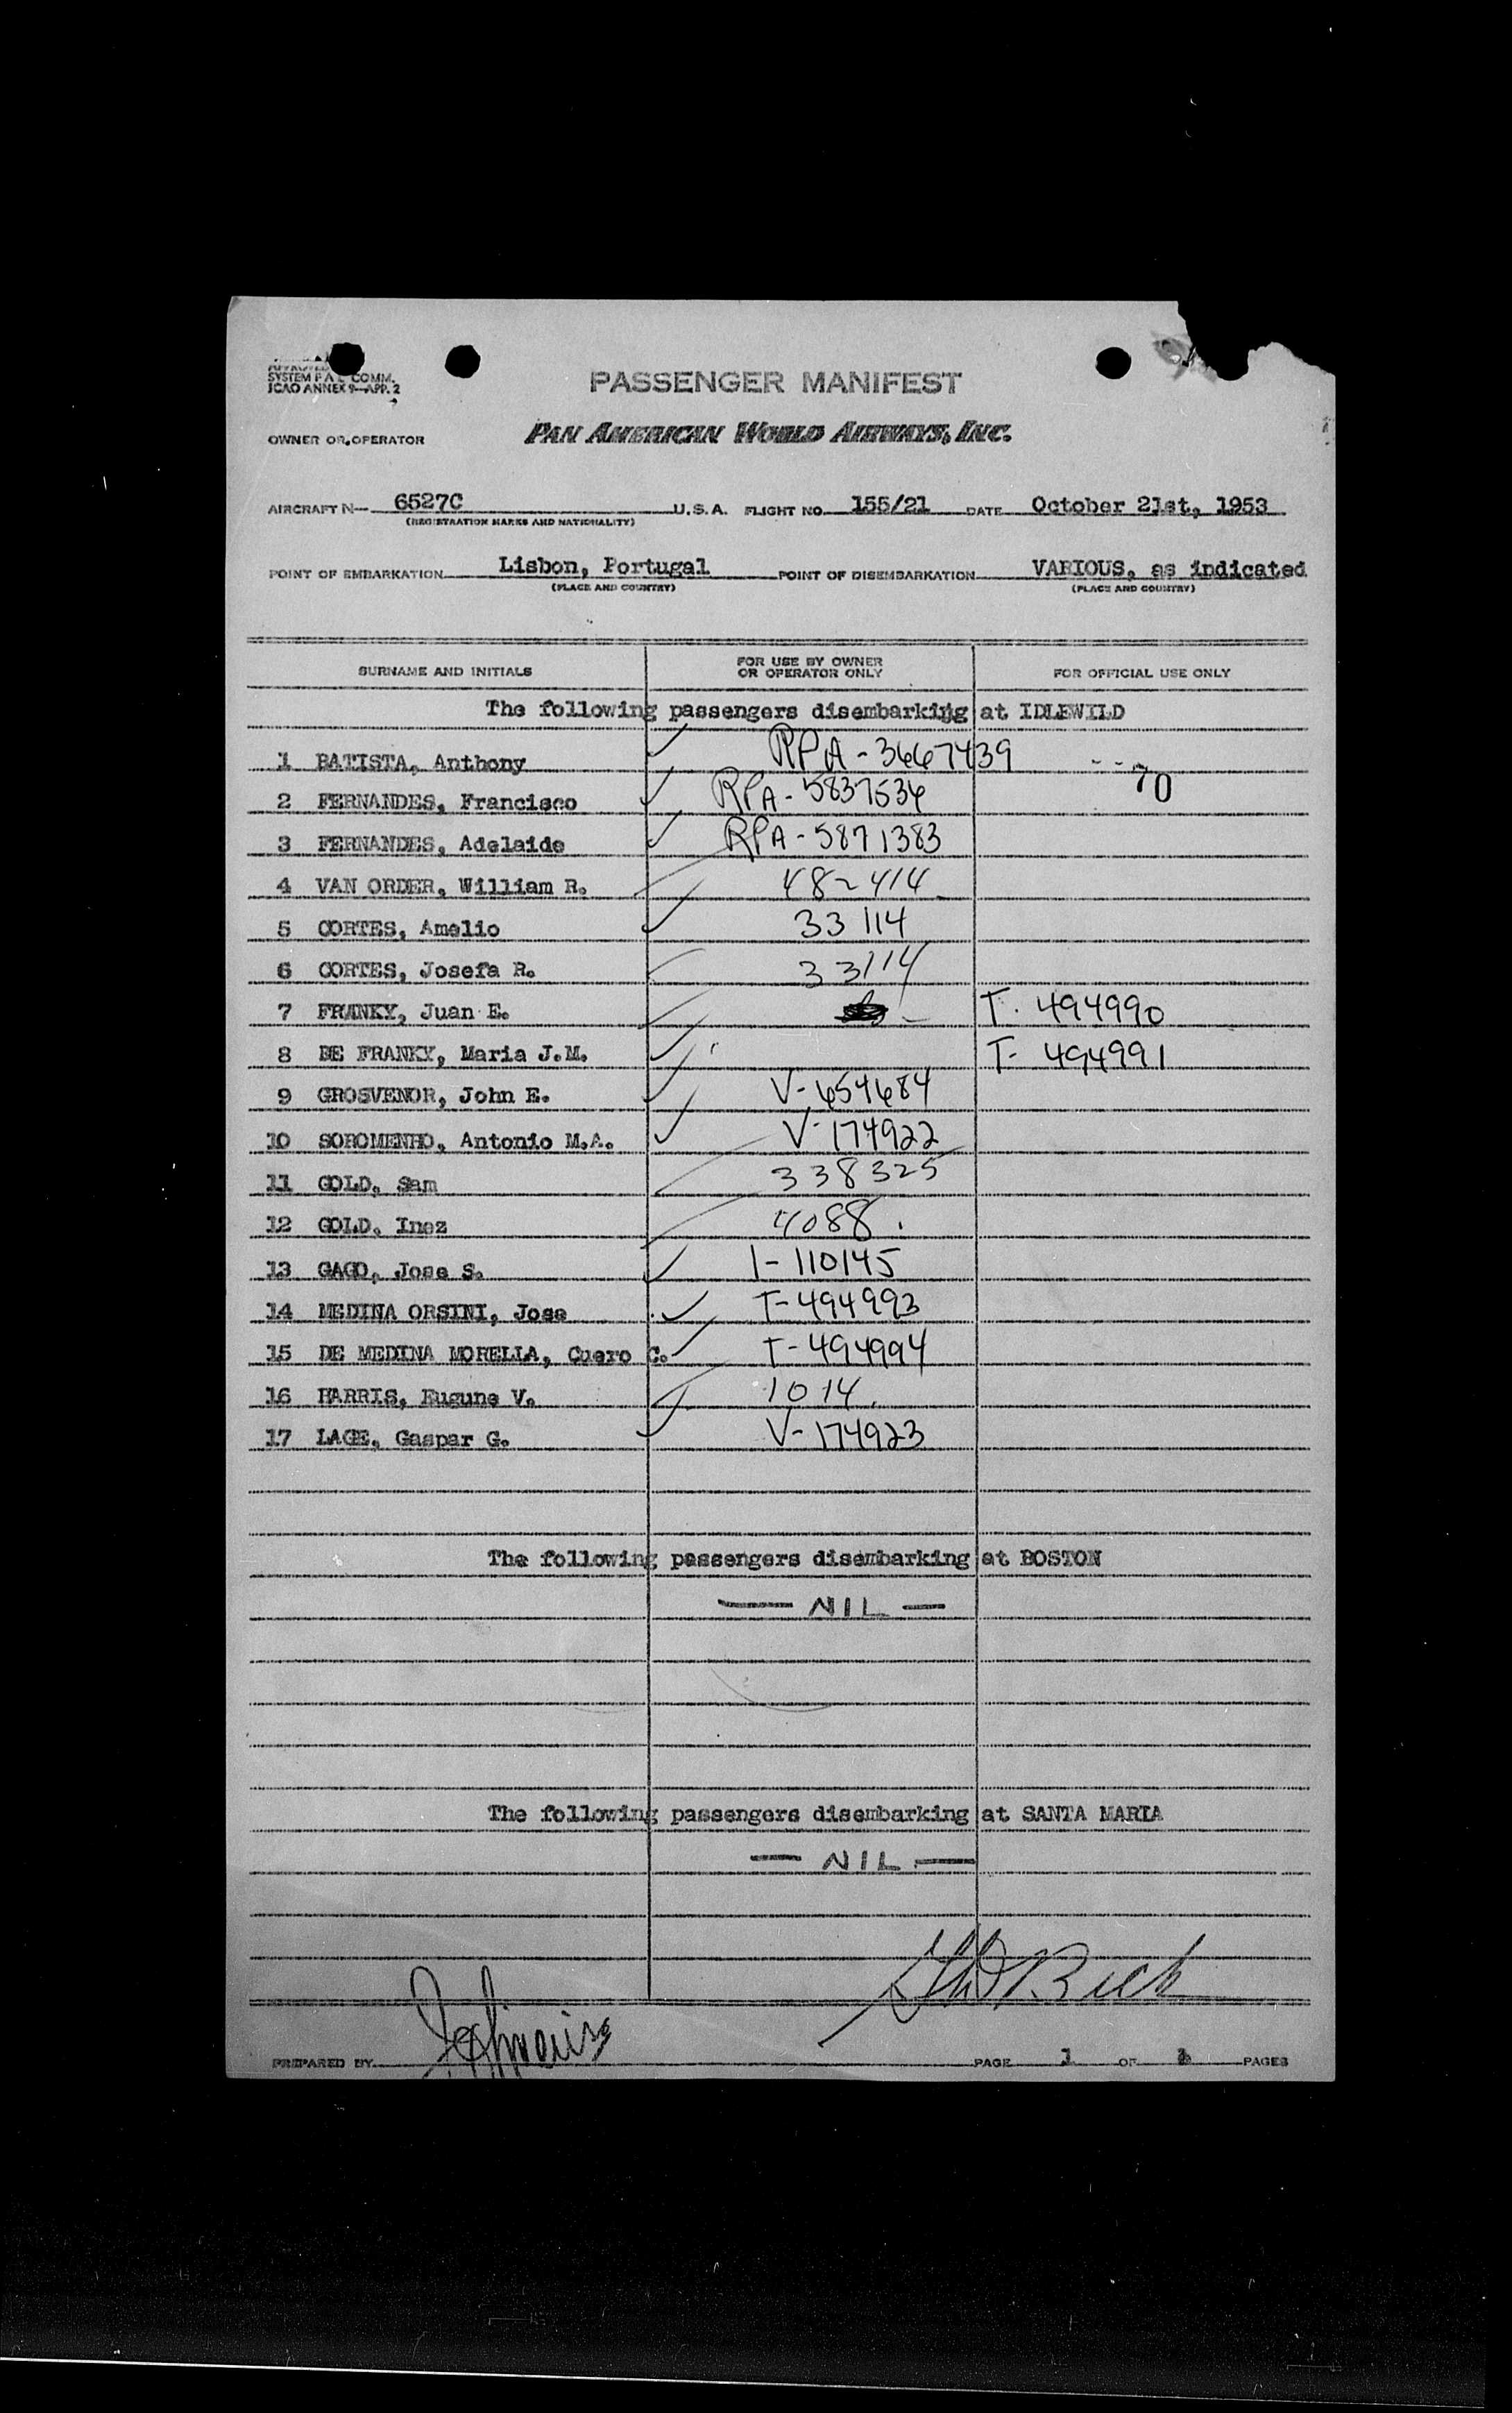 SYSTEM F A L COMM.
ICAO ANNEX 9—APP. 2
PASSENGER MANIFEST
OWNER OR OPERATOR PAN AMERICAN WORLD AIRWAYS, INC.
AIRCRAFT N— 6527C U.S.A. FLIGHT NO. 155/21 DATE October 21st, 1953
(REGISTRATION MARKS AND NATIONALITY)
POINT OF EMBARKATION Lisbon, Portugal POINT OF DISEMBARKATION VARIOUS, as indicated
(PLACE AND COUNTRY) (PLACE AND COUNTRY)
SURNAME AND INITIALS FOR USE BY OWNER OR OPERATOR ONLY FOR OFFICIAL USE ONLY
The following passengers disembarking at IDLEWILD
1 BATISTA, Anthony RPA-3667439
70
2 FERNANDES, Francisco RPA-5837534
3 FERNANDES, Adelaide RPA-5871383
4 VAN ORDER, William R. 482414
5 CORTES, Amelio 33114
6 CORTES, Josefa R. 33114
7 FRANKY, Juan E. T. 494990
8 DE FRANKY, Maria J.M. T- 494991
9 GROSVENOR, John E. V-654684
10 SOROMENHO, Antonio M.A. V-174922
11 GOLD, Sam 338325
12 GOLD, Inez 4088.
13 GAGO, Jose S. I-110145
14 MEDINA ORSINI, Jose T-494993
15 DE MEDINA MORELLA, Cuero C. T-494994
16 HARRIS, Eugune V. 1014.
17 LAGE, Gaspar G. V-174923
The following passengers disembarking at BOSTON
— NIL —
The following passengers disembarking at SANTA MARIA
— NIL —
PREPARED BY PAGE 1 OF 1 PAGES